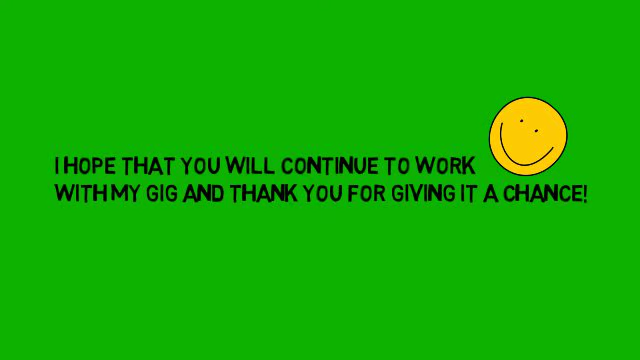 I HOPE THAT YOU WILL CONTINUE TO WORK
WITH MY GIG AND THANK YOU FOR GIVING IT A CHANCE!